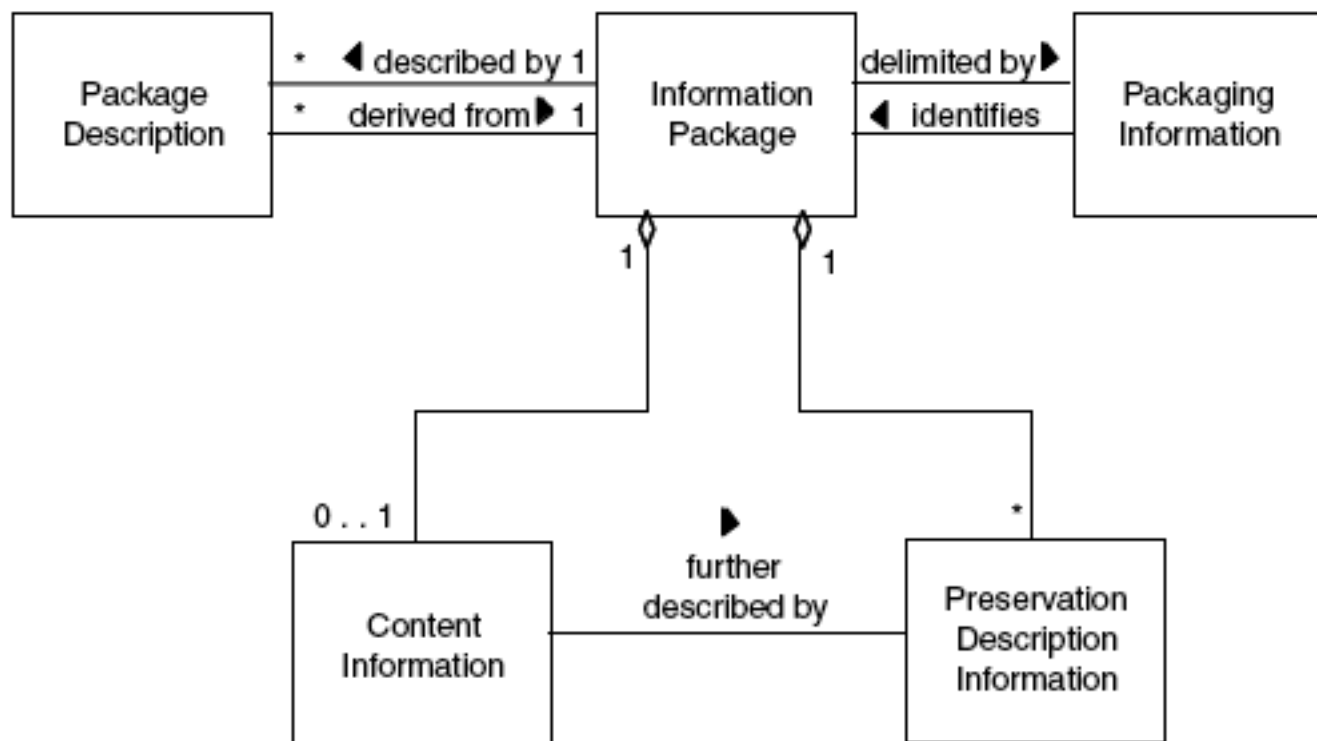 * described by 1
* derived from 1
Package
Description
Information
Package
delimited by
identifies
Packaging
Information
1
1
0 . . 1
*
further
described by
Content
Information
Preservation
Description
Information